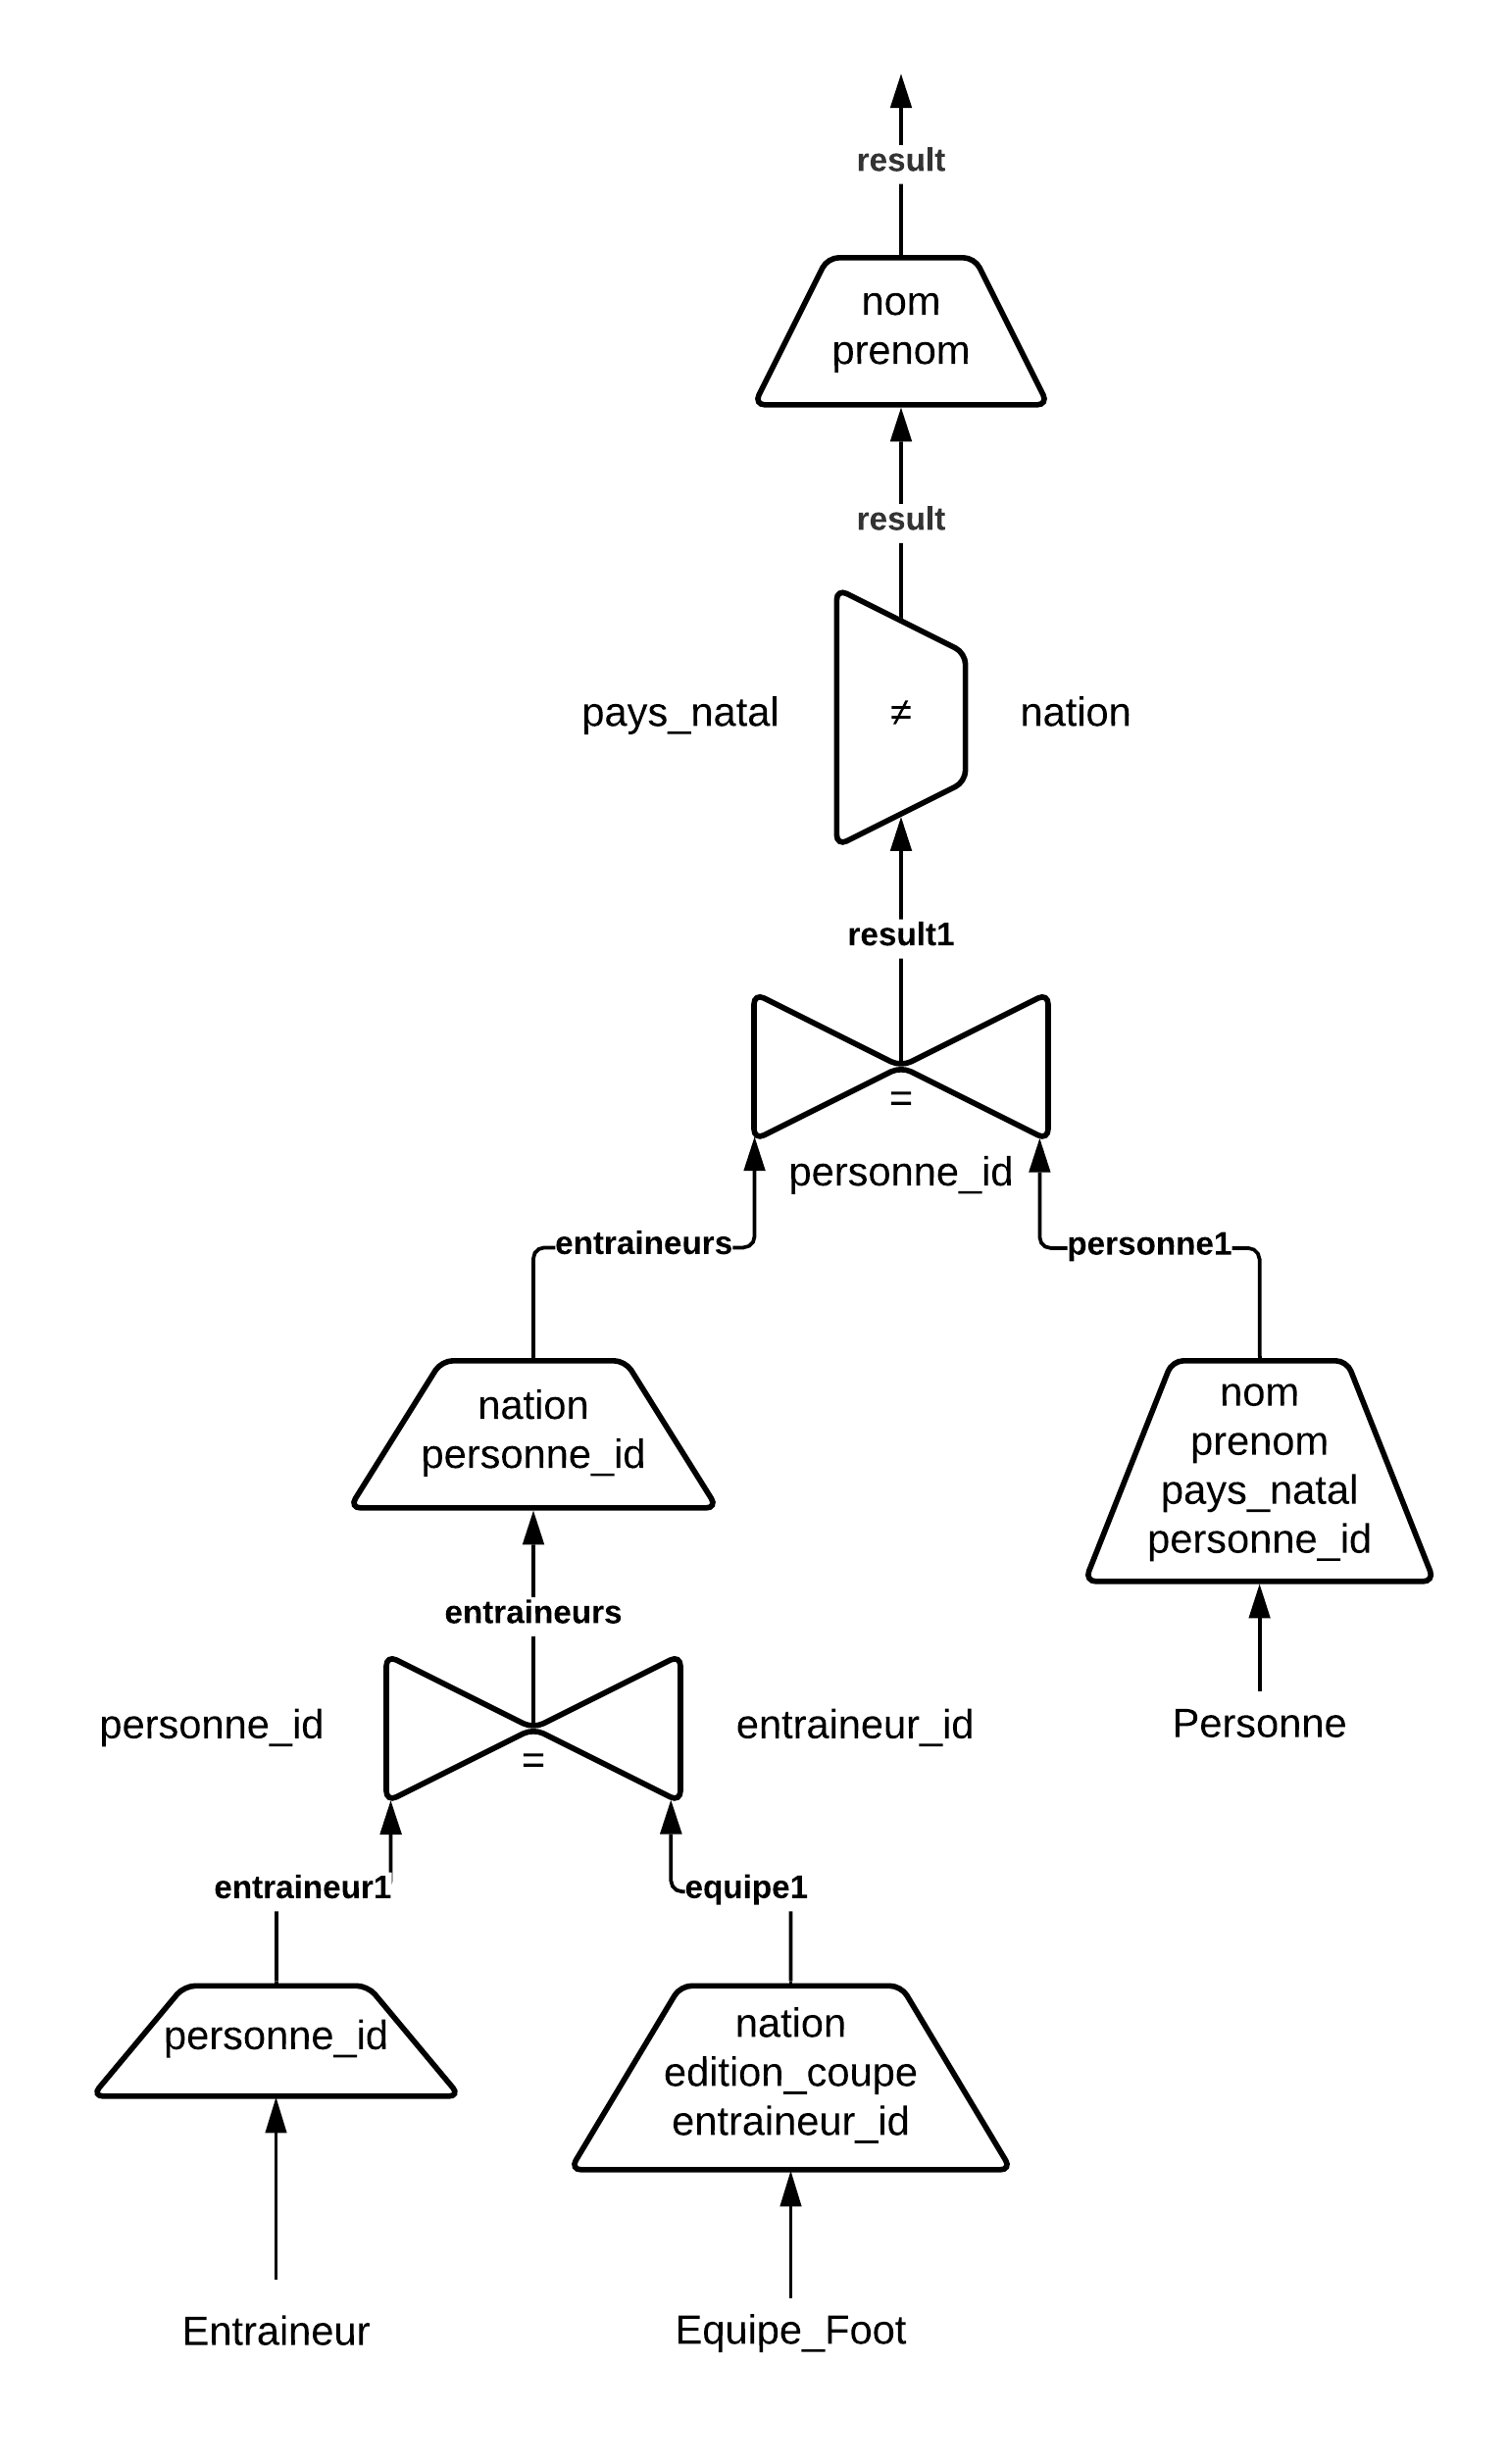 result
nom
prenom
result
pays_natal
≠
nation
result1
=
personne_id
entraineurs
personne1
nation
personne_id
nom
prenom
pays_natal
personne_id
entraineurs
personne_id
=
entraineur_id
Personne
entraineur1
equipe1
personne_id
nation
edition_coupe
entraineur_id
Entraineur
Equipe_Foot